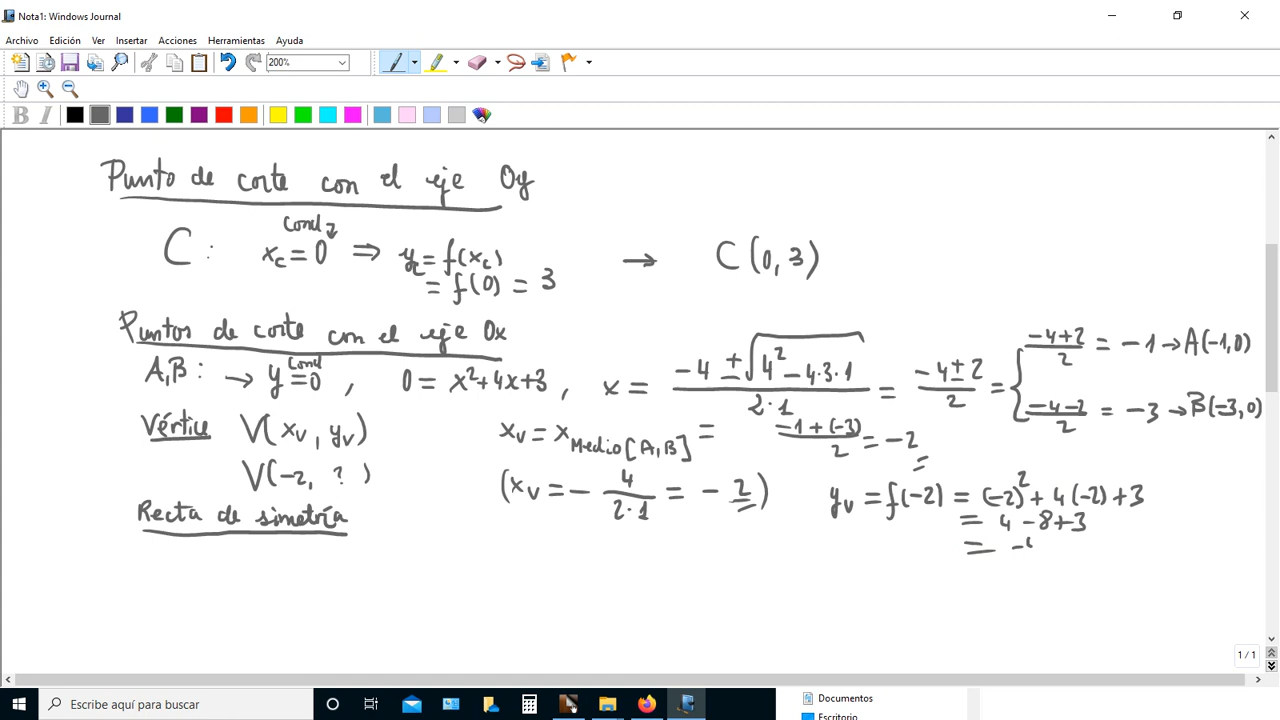 Nota1: Windows Journal
Archivo Edición Ver Insertar Acciones Herramientas Ayuda
200%
B I
Punto de corte con el eje Oy
Cond
C: x_c = 0 ⇒ y_c = f(x_c) → C(0, 3)
= f(0) = 3
Puntos de corte con el eje Ox
A,B: → y = 0 (Cond), 0 = x²+4x+3, x = (-4 ± √(4² - 4·3·1))/(2·1) = (-4 ± 2)/2 =
(-4+2)/2 = -1 → A(-1,0)
(-4-2)/2 = -3 → B(-3,0)
Vértice V(x_v, y_v) x_v = x_Medio[A,B] = (-1+(-3))/2 = -2
V(-2, ?) (x_v = - 4/(2·1) = - 2) y_v = f(-2) = (-2)² + 4(-2) + 3
= 4 - 8 + 3
=
Recta de simetría
1 / 1
Escribe aquí para buscar
Documentos
Escritorio